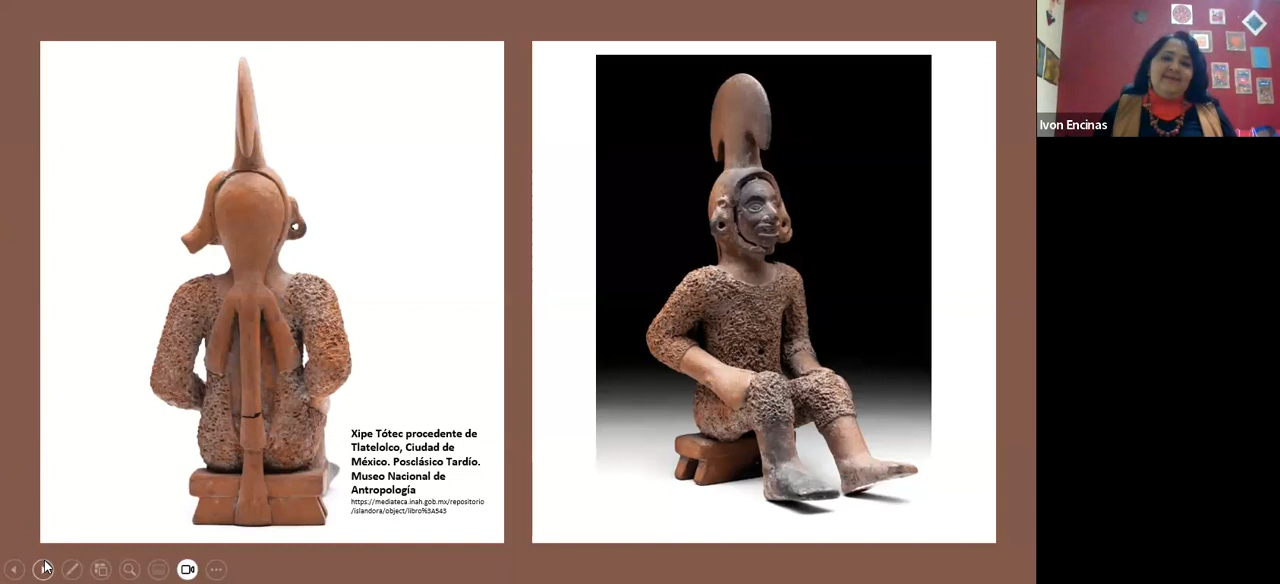 Ivon Encinas
Xipe Tótec procedente de
Tlatelolco, Ciudad de
México. Posclásico Tardío.
Museo Nacional de
Antropología
https://mediateca.inah.gob.mx/repositorio
/islandora/object/libro%3A543